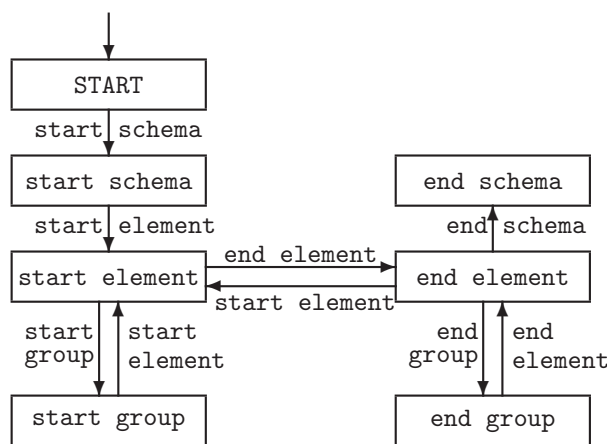 START
start schema
start schema
end schema
start element
end schema
start element
end element
end element
start element
start
group
start
element
end
group
end
element
start group
end group